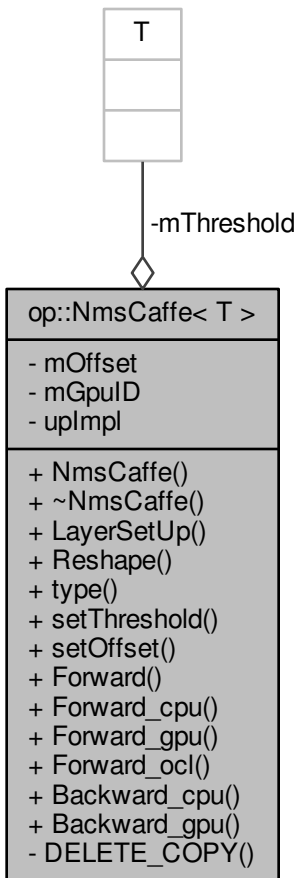 T
-mThreshold
op::NmsCaffe< T >
- mOffset
- mGpuID
- upImpl
+ NmsCaffe()
+ ~NmsCaffe()
+ LayerSetUp()
+ Reshape()
+ type()
+ setThreshold()
+ setOffset()
+ Forward()
+ Forward_cpu()
+ Forward_gpu()
+ Forward_ocl()
+ Backward_cpu()
+ Backward_gpu()
- DELETE_COPY()